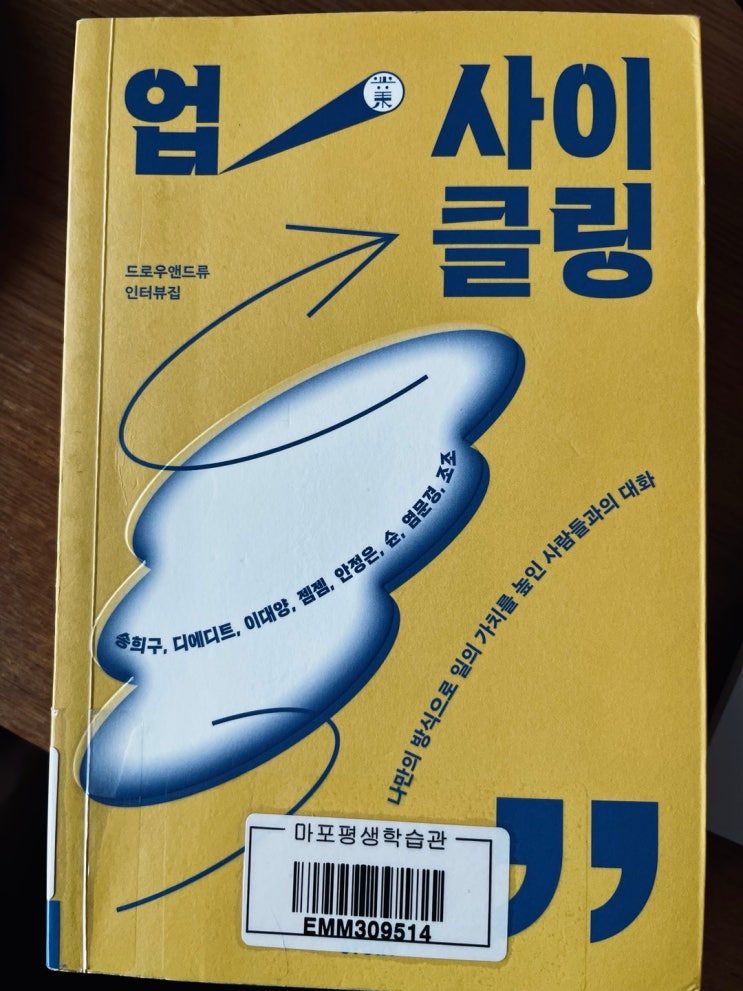 업 業 사이
클링
드로우앤드류
인터뷰집
송희구, 디에디트, 이대양, 젬젬, 안정은, 쇼, 염문경, 조조
나만의 방식으로 일의 가치를 높인 사람들과의 대화
”
마포평생학습관
EMM309514